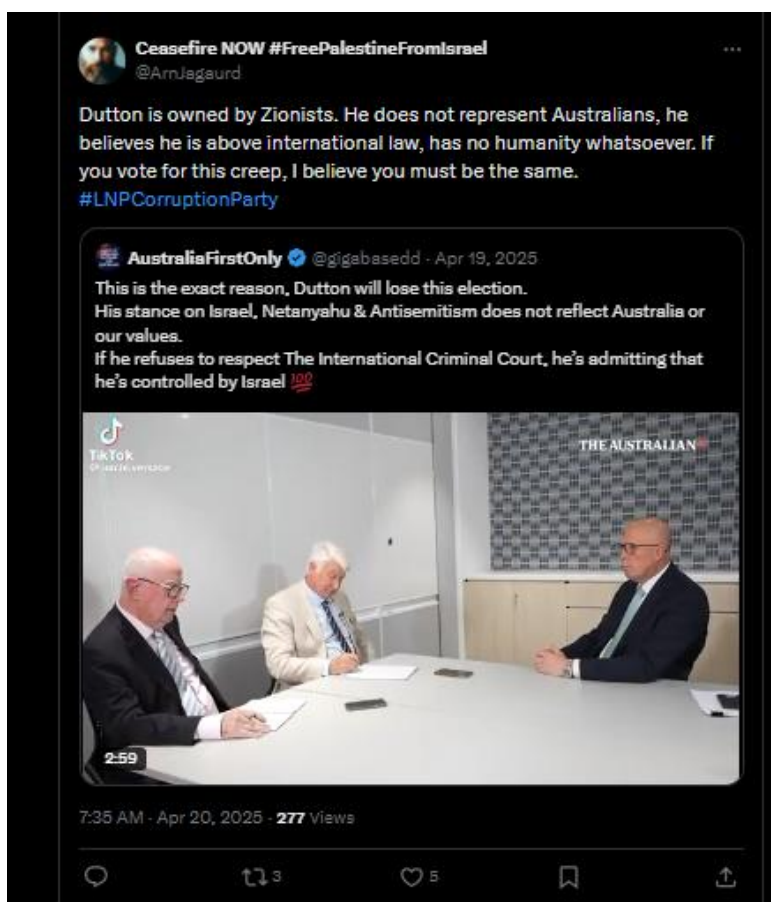 Ceasefire NOW #FreePalestineFromIsrael
@ArnJagaurd
Dutton is owned by Zionists. He does not represent Australians, he
believes he is above international law, has no humanity whatsoever. If
you vote for this creep, I believe you must be the same.
#LNPCorruptionParty
AustraliaFirstOnly @gigabasedd · Apr 19, 2025
This is the exact reason, Dutton will lose this election.
His stance on Israel, Netanyahu & Antisemitism does not reflect Australia or
our values.
If he refuses to respect The International Criminal Court, he's admitting that
he's controlled by Israel 💯
TikTok
THE AUSTRALIAN
2:59
7:35 AM · Apr 20, 2025 · 277 Views
3
5